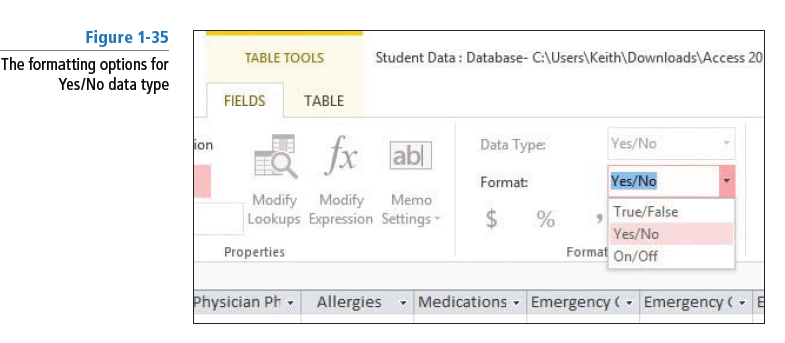 Figure 1-35
The formatting options for
Yes/No data type
TABLE TOOLS
Student Data : Database- C:\Users\Keith\Downloads\Access 20
FIELDS TABLE
ion
Modify
Lookups
fx
Modify
Expression
ab|
Memo
Settings
Properties
Data Type: Yes/No
Format: Yes/No
$ % ,
True/False
Yes/No
On/Off
Format
Physician Ph Allergies Medications Emergency ( Emergency ( E